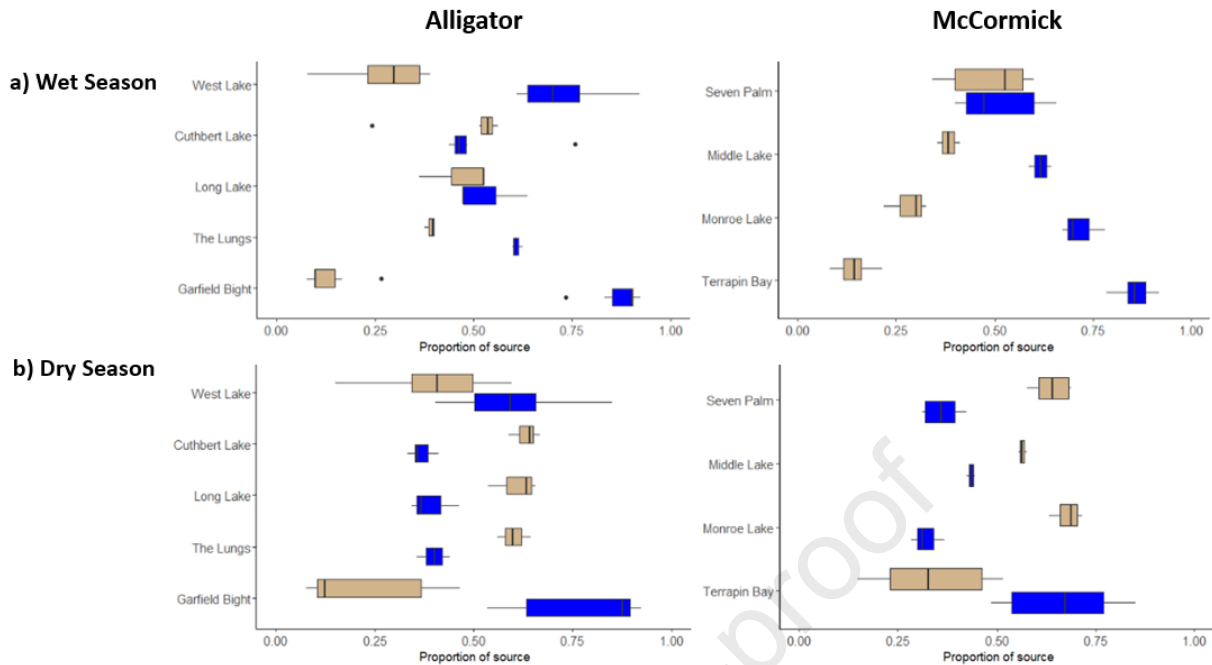 Alligator
McCormick
a) Wet Season
West Lake
Cuthbert Lake
Long Lake
The Lungs
Garfield Bight
0.00 0.25 0.50 0.75 1.00
Proportion of source
Seven Palm
Middle Lake
Monroe Lake
Terrapin Bay
0.00 0.25 0.50 0.75 1.00
Proportion of source
b) Dry Season
West Lake
Cuthbert Lake
Long Lake
The Lungs
Garfield Bight
0.00 0.25 0.50 0.75 1.00
Proportion of source
Seven Palm
Middle Lake
Monroe Lake
Terrapin Bay
0.00 0.25 0.50 0.75 1.00
Proportion of source
proof